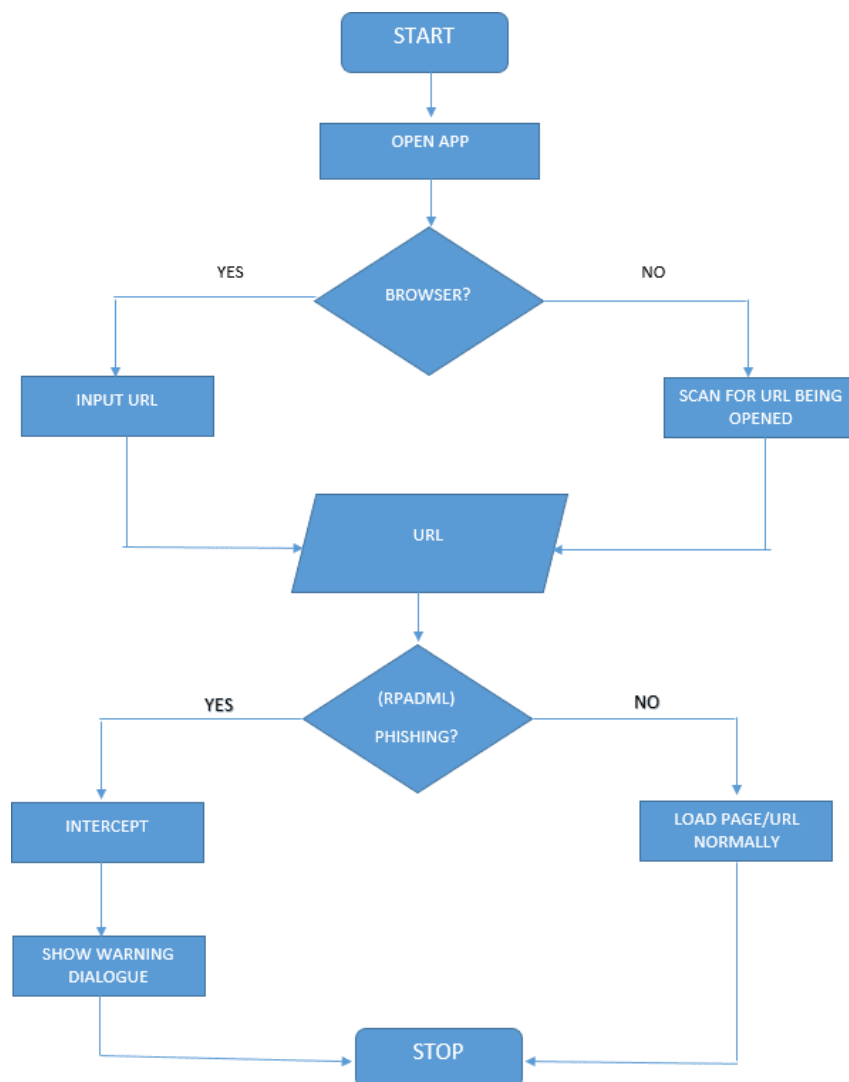 START
OPEN APP
YES
NO
BROWSER?
INPUT URL
SCAN FOR URL BEING
OPENED
URL
YES
(RPADML)
PHISHING?
NO
INTERCEPT
LOAD PAGE/URL
NORMALLY
SHOW WARNING
DIALOGUE
STOP